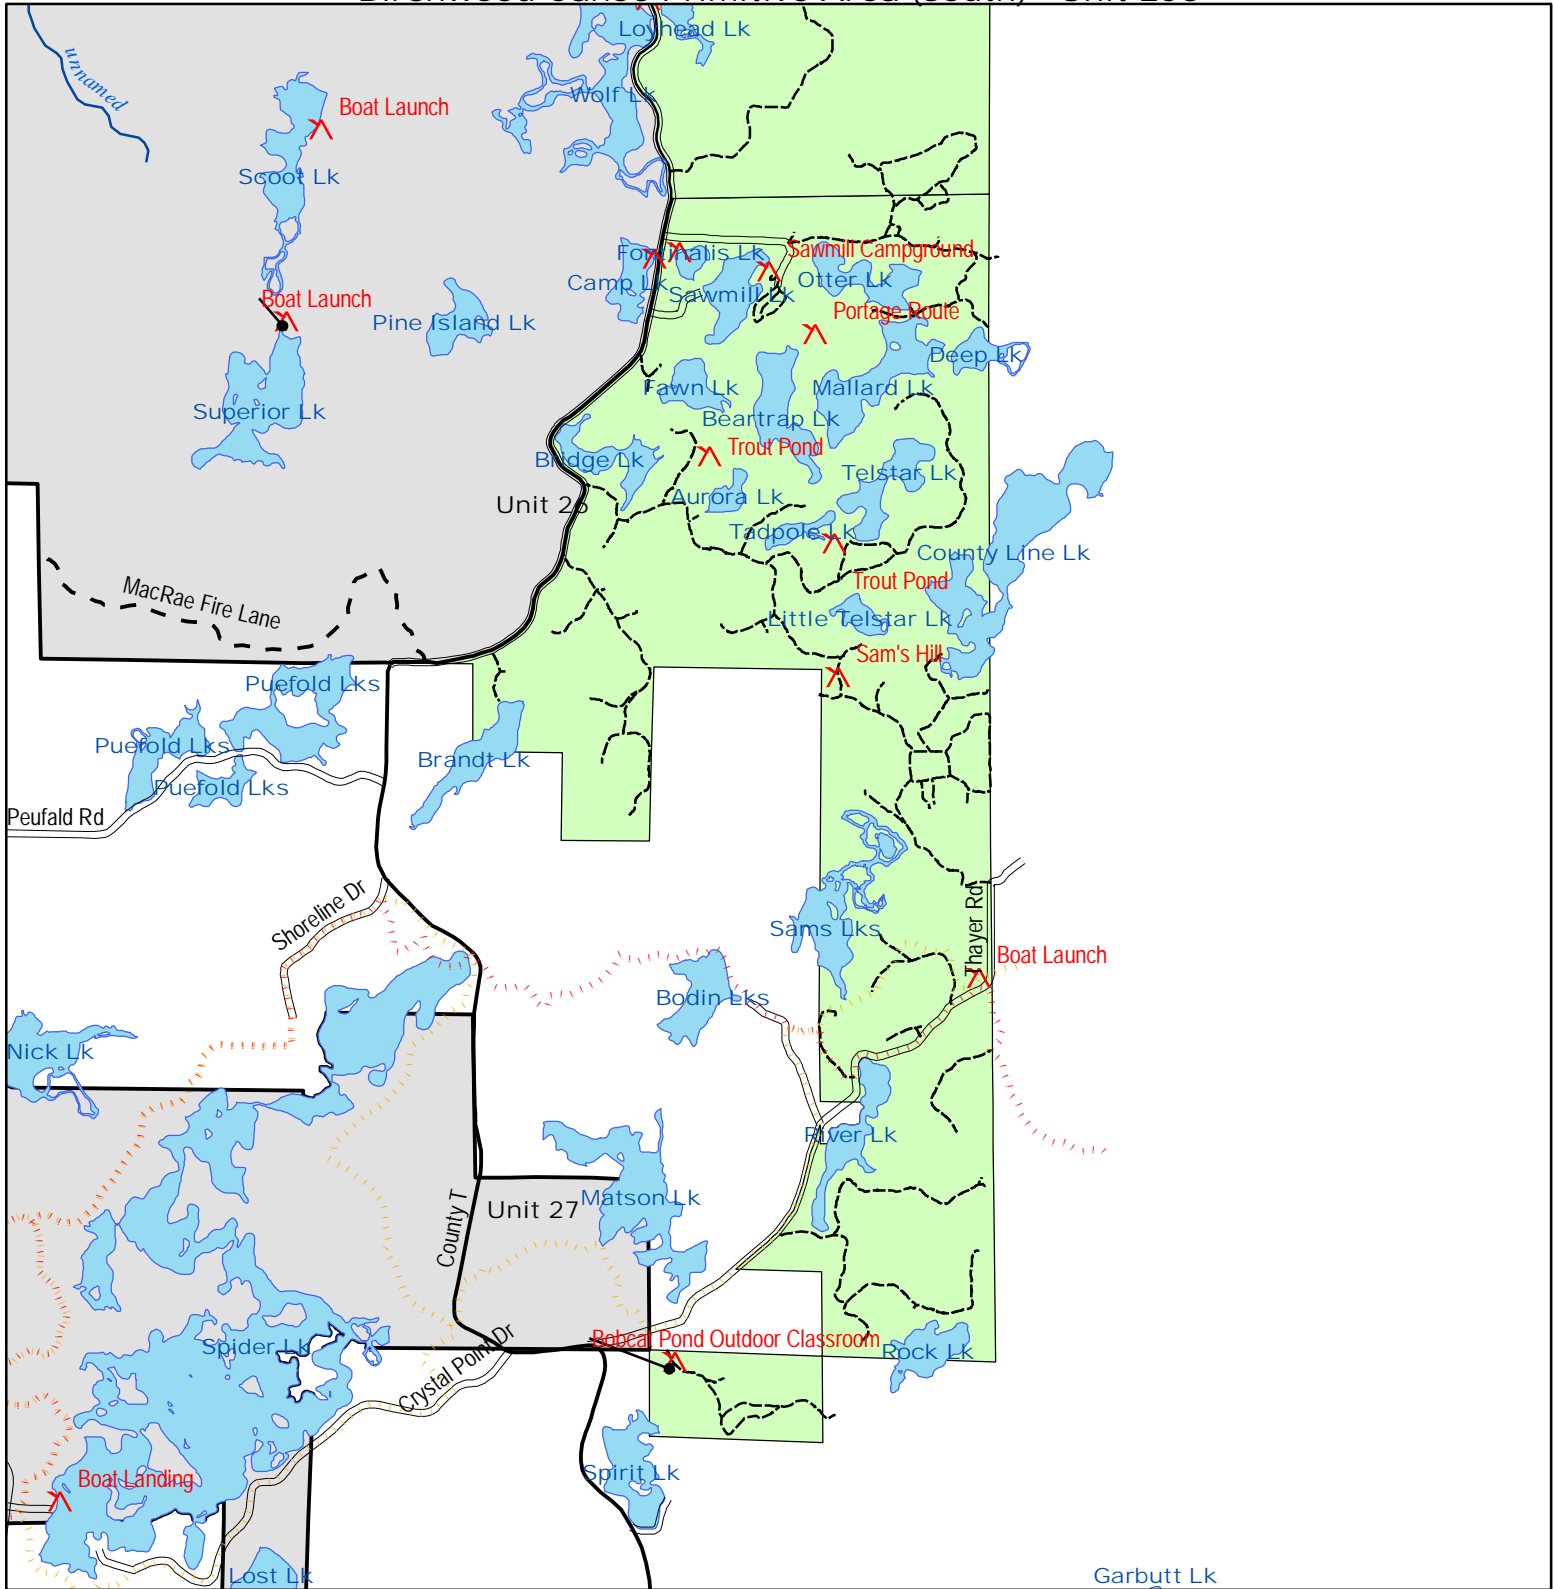 Loyhead Lk
unnamed
Wolf Lk
Boat Launch
Scoot Lk
Fontinalis Lk
Sawmill Campground
Camp Lk
Otter Lk
Sawmill Lk
Boat Launch
Pine Island Lk
Portage Route
Deep Lk
Fawn Lk
Mallard Lk
Superior Lk
Beartrap Lk
Trout Pond
Bridge Lk
Telstar Lk
Aurora Lk
Unit 26
Tadpole Lk
County Line Lk
Trout Pond
MacRae Fire Lane
Little Telstar Lk
Sam's Hill
Puefold Lks
Puefold Lks
Brandt Lk
Puefold Lks
Peufald Rd
Shoreline Dr
Sams Lks
Thayer Rd
Boat Launch
Bodin Lks
Nick Lk
River Lk
Matson Lk
County T
Unit 27
Spider Lk
Bobcat Pond Outdoor Classroom
Rock Lk
Crystal Point Dr
Boat Landing
Spirit Lk
Lost Lk
Garbutt Lk